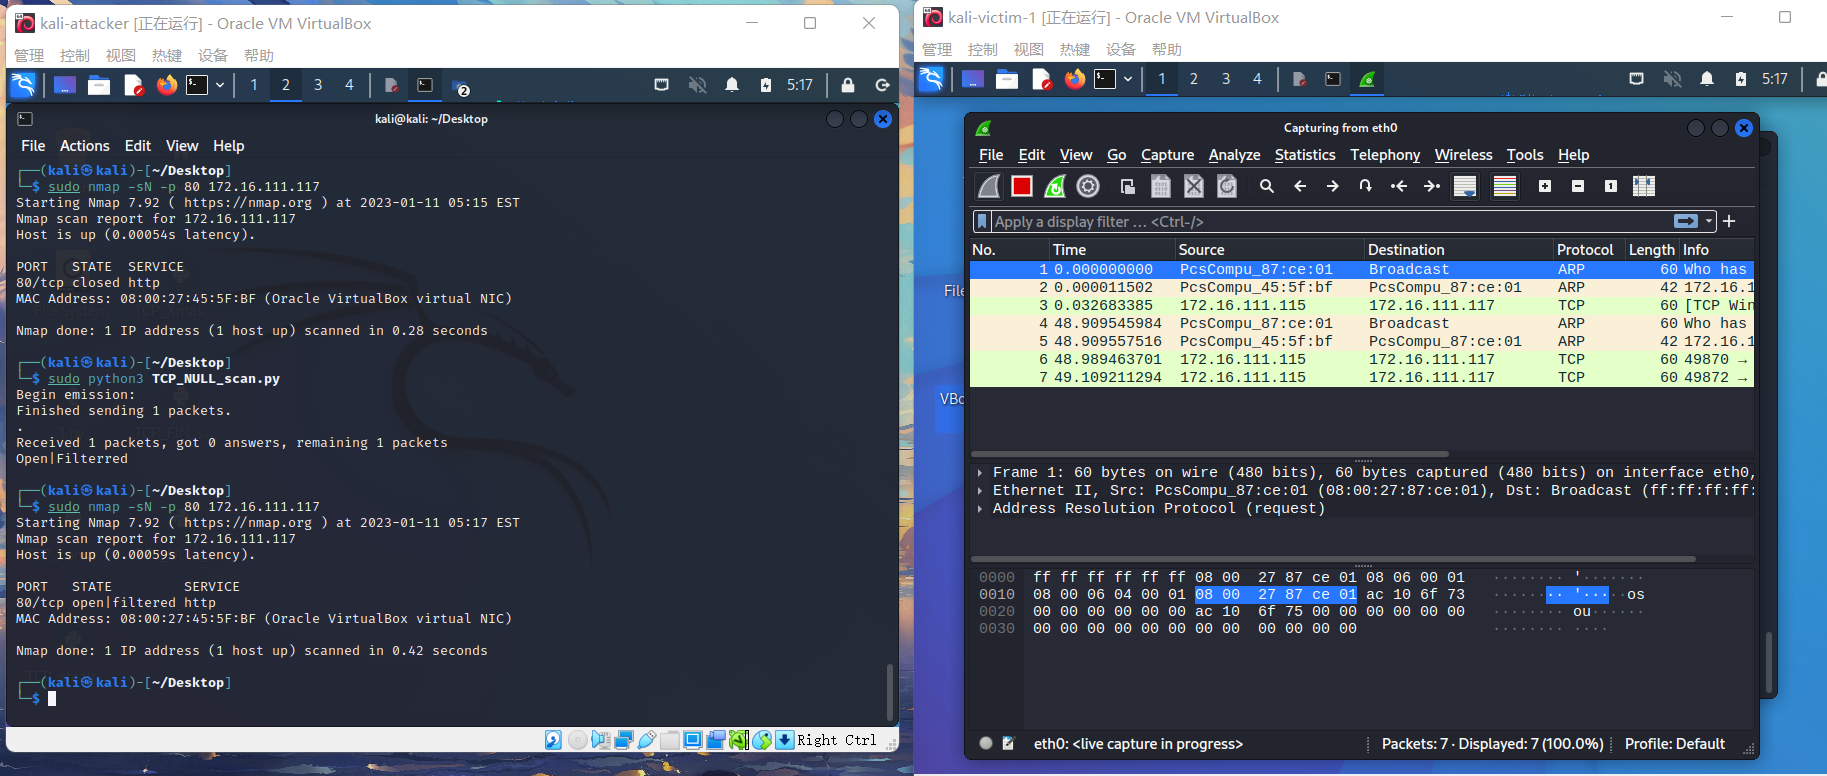 kali-attacker [正在运行] - Oracle VM VirtualBox
管理 控制 视图 热键 设备 帮助
1 2 3 4 2 5:17
kali@kali: ~/Desktop
File Actions Edit View Help
┌──(kali㉿kali)-[~/Desktop]
└─$ sudo nmap -sN -p 80 172.16.111.117
Starting Nmap 7.92 ( https://nmap.org ) at 2023-01-11 05:15 EST
Nmap scan report for 172.16.111.117
Host is up (0.00054s latency).
PORT STATE SERVICE
80/tcp closed http
MAC Address: 08:00:27:45:5F:BF (Oracle VirtualBox virtual NIC)
Nmap done: 1 IP address (1 host up) scanned in 0.28 seconds
┌──(kali㉿kali)-[~/Desktop]
└─$ sudo python3 TCP_NULL_scan.py
Begin emission:
Finished sending 1 packets.
.
Received 1 packets, got 0 answers, remaining 1 packets
Open|Filterred
┌──(kali㉿kali)-[~/Desktop]
└─$ sudo nmap -sN -p 80 172.16.111.117
Starting Nmap 7.92 ( https://nmap.org ) at 2023-01-11 05:17 EST
Nmap scan report for 172.16.111.117
Host is up (0.00059s latency).
PORT STATE SERVICE
80/tcp open|filtered http
MAC Address: 08:00:27:45:5F:BF (Oracle VirtualBox virtual NIC)
Nmap done: 1 IP address (1 host up) scanned in 0.42 seconds
┌──(kali㉿kali)-[~/Desktop]
└─$
Right Ctrl
kali-victim-1 [正在运行] - Oracle VM VirtualBox
管理 控制 视图 热键 设备 帮助
1 2 3 4 5:17
File
VBo
Capturing from eth0
File Edit View Go Capture Analyze Statistics Telephony Wireless Tools Help
Apply a display filter ... <Ctrl-/>
No. Time Source Destination Protocol Length Info
1 0.000000000 PcsCompu_87:ce:01 Broadcast ARP 60 Who has
2 0.000011502 PcsCompu_45:5f:bf PcsCompu_87:ce:01 ARP 42 172.16.1
3 0.032683385 172.16.111.115 172.16.111.117 TCP 60 [TCP Win
4 48.909545984 PcsCompu_87:ce:01 Broadcast ARP 60 Who has
5 48.909557516 PcsCompu_45:5f:bf PcsCompu_87:ce:01 ARP 42 172.16.1
6 48.989463701 172.16.111.115 172.16.111.117 TCP 60 49870 →
7 49.109211294 172.16.111.115 172.16.111.117 TCP 60 49872 →
Frame 1: 60 bytes on wire (480 bits), 60 bytes captured (480 bits) on interface eth0,
Ethernet II, Src: PcsCompu_87:ce:01 (08:00:27:87:ce:01), Dst: Broadcast (ff:ff:ff:ff:
Address Resolution Protocol (request)
0000 ff ff ff ff ff ff 08 00 27 87 ce 01 08 06 00 01 ········ '·······
0010 08 00 06 04 00 01 08 00 27 87 ce 01 ac 10 6f 73 ········ '·····os
0020 00 00 00 00 00 00 ac 10 6f 75 00 00 00 00 00 00 ········ ou······
0030 00 00 00 00 00 00 00 00 00 00 00 00 ········ ····
eth0: <live capture in progress>
Packets: 7 · Displayed: 7 (100.0%)
Profile: Default